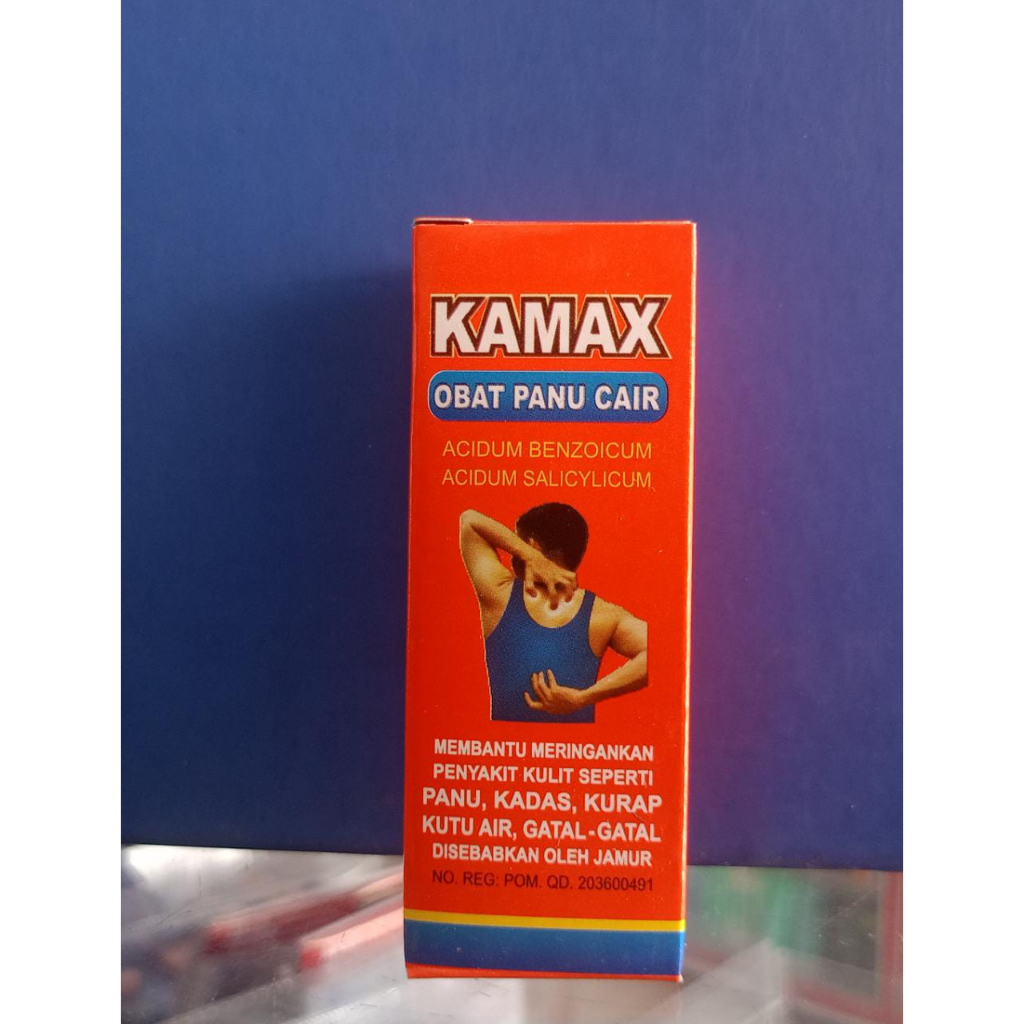 KAMAX
OBAT PANU CAIR
ACIDUM BENZOICUM
ACIDUM SALICYLICUM
MEMBANTU MERINGANKAN
PENYAKIT KULIT SEPERTI
PANU, KADAS, KURAP
KUTU AIR, GATAL-GATAL
DISEBABKAN OLEH JAMUR
NO. REG: POM. QD. 203600491